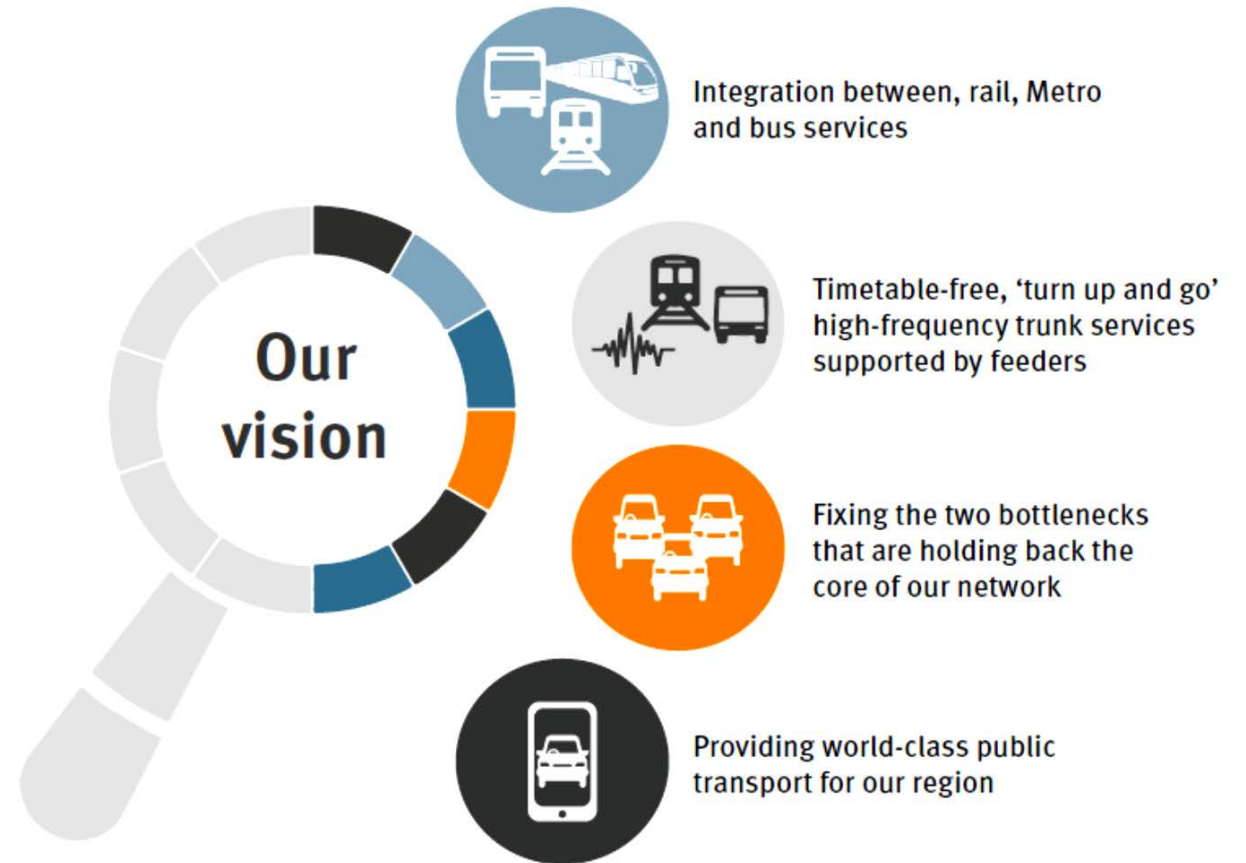 Our
vision
Integration between, rail, Metro
and bus services
Timetable-free, ‘turn up and go’
high-frequency trunk services
supported by feeders
Fixing the two bottlenecks
that are holding back the
core of our network
Providing world-class public
transport for our region